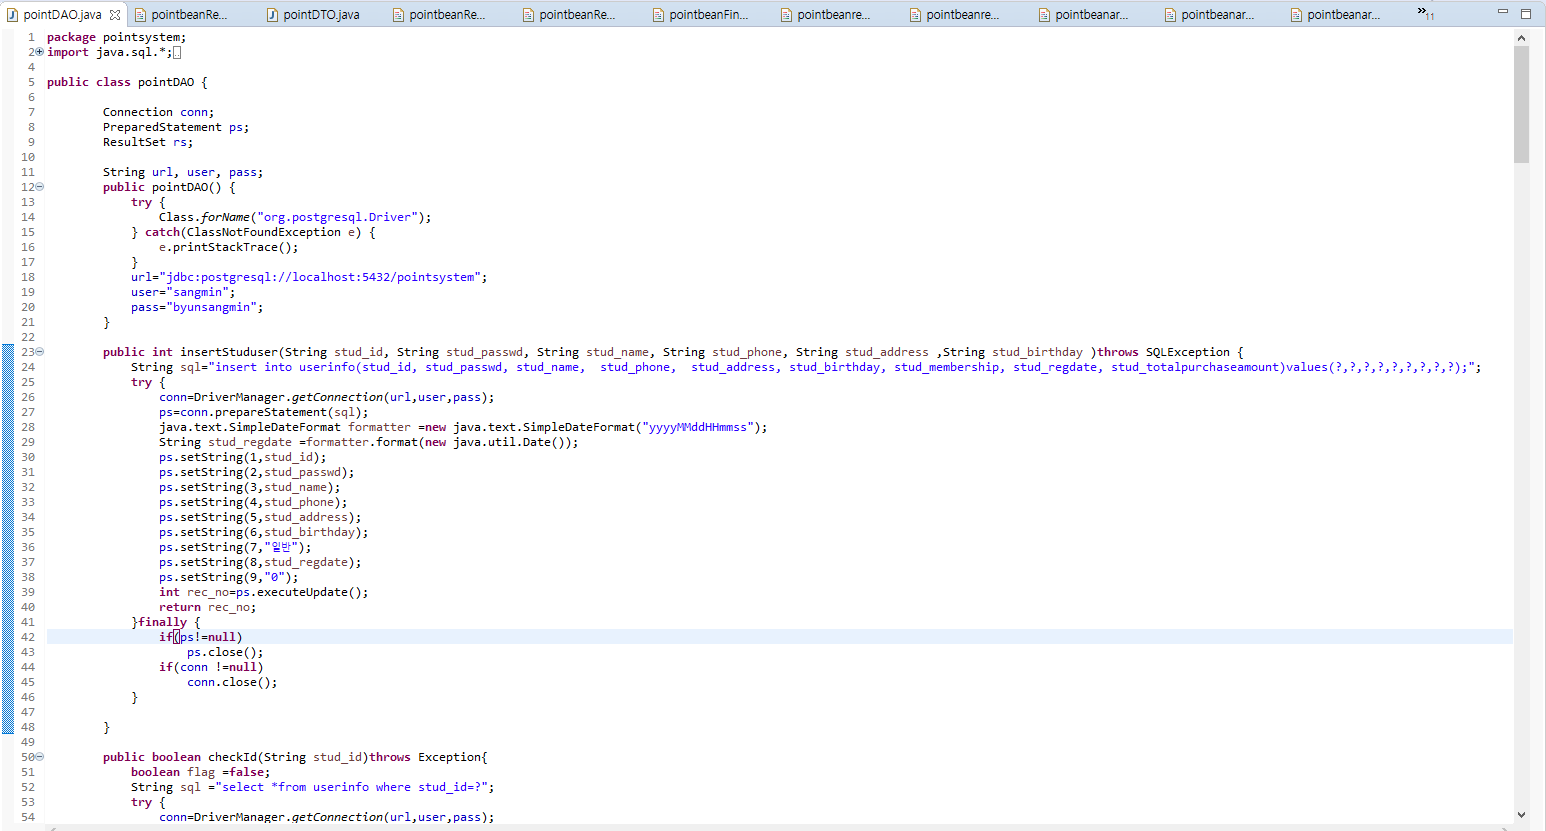 pointDAO.java pointbeanRe... pointDTO.java pointbeanRe... pointbeanRe... pointbeanFin... pointbeanre... pointbeanre... pointbeanar... pointbeanar... pointbeanar... »11
1 package pointsystem;
2 import java.sql.*;
4
5 public class pointDAO {
6
7 Connection conn;
8 PreparedStatement ps;
9 ResultSet rs;
10
11 String url, user, pass;
12 public pointDAO() {
13 try {
14 Class.forName("org.postgresql.Driver");
15 } catch(ClassNotFoundException e) {
16 e.printStackTrace();
17 }
18 url="jdbc:postgresql://localhost:5432/pointsystem";
19 user="sangmin";
20 pass="byunsangmin";
21 }
22
23 public int insertStuduser(String stud_id, String stud_passwd, String stud_name, String stud_phone, String stud_address ,String stud_birthday )throws SQLException {
24 String sql="insert into userinfo(stud_id, stud_passwd, stud_name,  stud_phone,  stud_address, stud_birthday, stud_membership, stud_regdate, stud_totalpurchaseamount)values(?,?,?,?,?,?,?,?,?);";
25 try {
26 conn=DriverManager.getConnection(url,user,pass);
27 ps=conn.prepareStatement(sql);
28 java.text.SimpleDateFormat formatter =new java.text.SimpleDateFormat("yyyyMMddHHmmss");
29 String stud_regdate =formatter.format(new java.util.Date());
30 ps.setString(1,stud_id);
31 ps.setString(2,stud_passwd);
32 ps.setString(3,stud_name);
33 ps.setString(4,stud_phone);
34 ps.setString(5,stud_address);
35 ps.setString(6,stud_birthday);
36 ps.setString(7,"일반");
37 ps.setString(8,stud_regdate);
38 ps.setString(9,"0");
39 int rec_no=ps.executeUpdate();
40 return rec_no;
41 }finally {
42 if(ps!=null)
43 ps.close();
44 if(conn !=null)
45 conn.close();
46 }
47
48 }
49
50 public boolean checkId(String stud_id)throws Exception{
51 boolean flag =false;
52 String sql ="select *from userinfo where stud_id=?";
53 try {
54 conn=DriverManager.getConnection(url,user,pass);